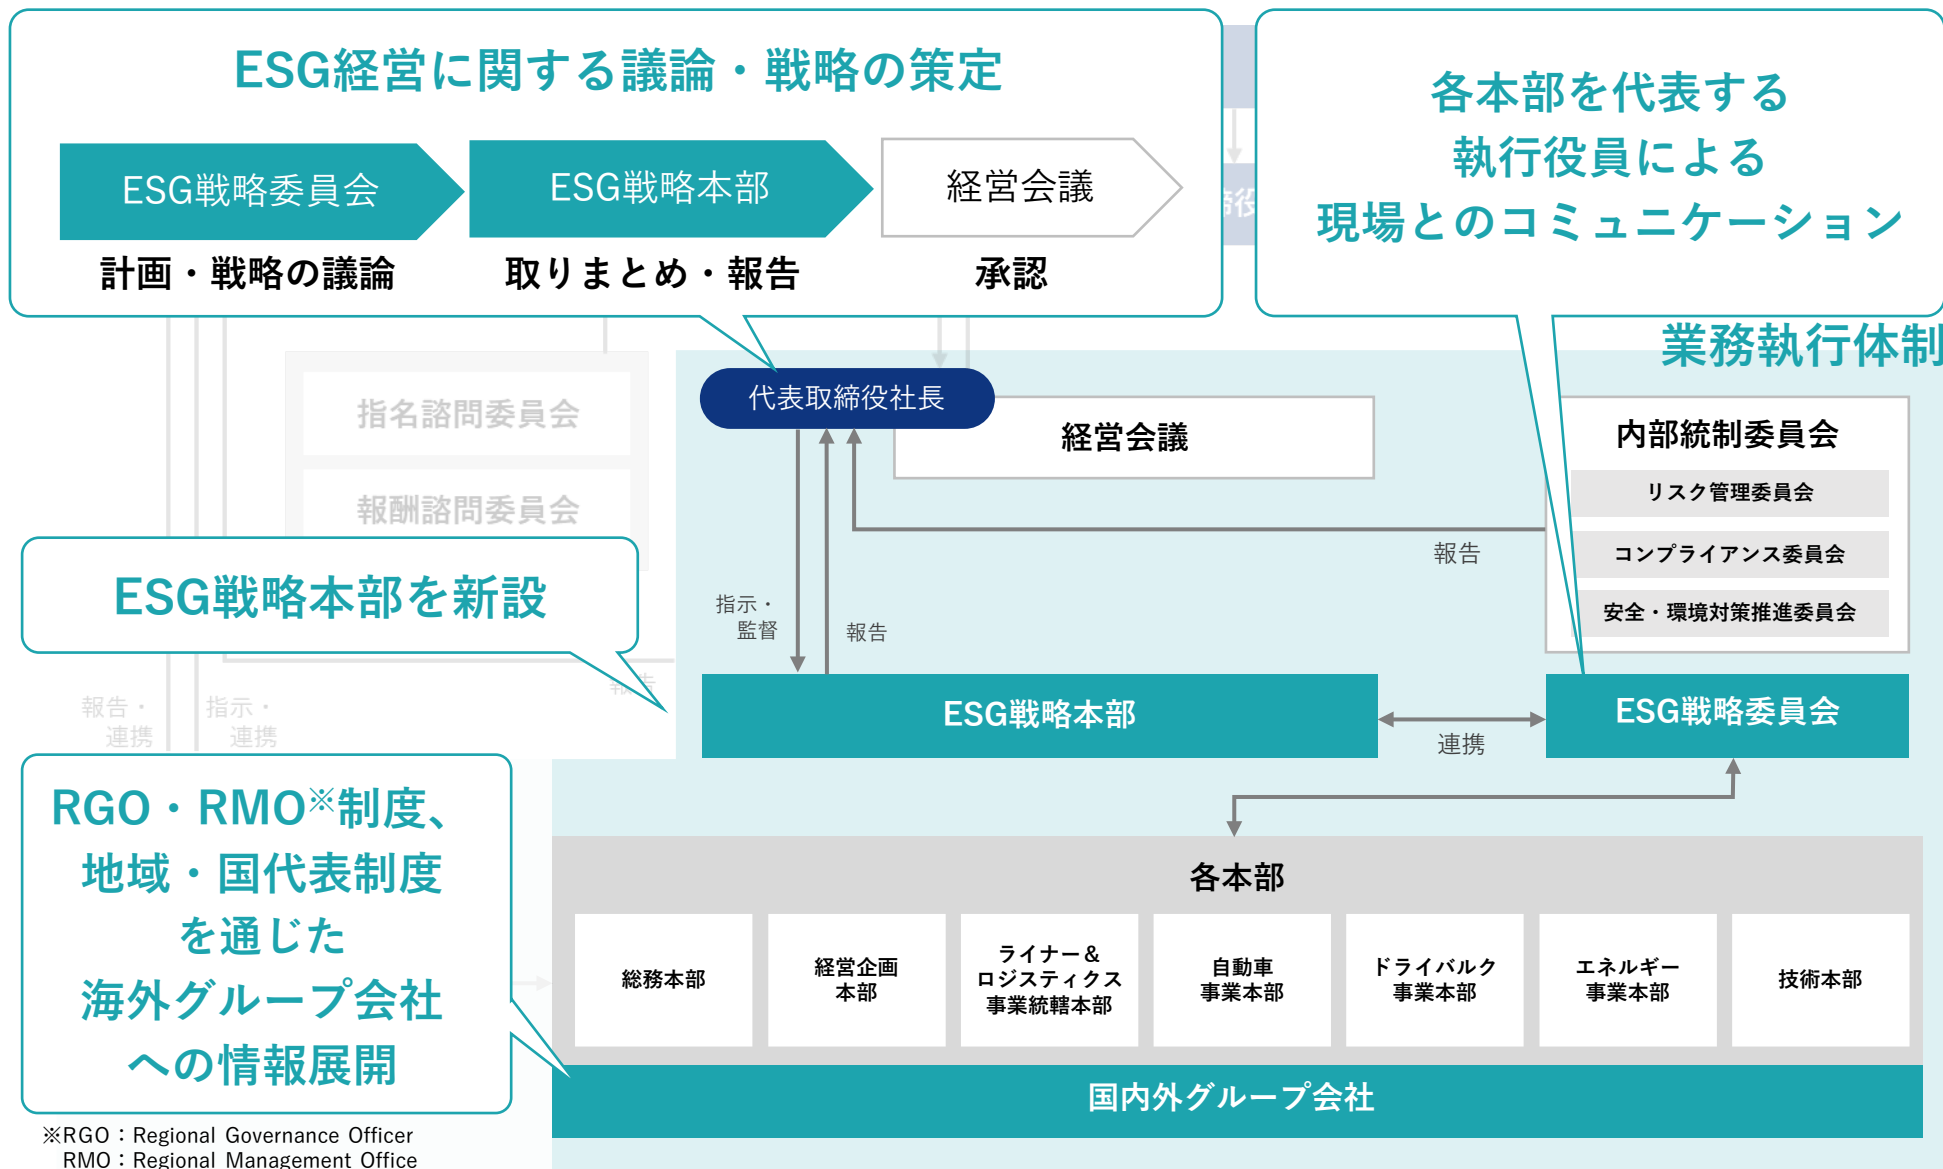 ESG経営に関する議論・戦略の策定
ESG戦略委員会
ESG戦略本部
経営会議
計画・戦略の議論
取りまとめ・報告
承認
各本部を代表する
執行役員による
現場とのコミュニケーション
業務執行体制
指名諮問委員会
報酬諮問委員会
代表取締役社長
経営会議
内部統制委員会
リスク管理委員会
コンプライアンス委員会
安全・環境対策推進委員会
報告
指示・
監督
報告
ESG戦略本部を新設
報告
報告・
連携
指示・
連携
ESG戦略本部
連携
ESG戦略委員会
RGO・RMO※制度、
地域・国代表制度
を通じた
海外グループ会社
への情報展開
各本部
総務本部
経営企画
本部
ライナー＆
ロジスティクス
事業統轄本部
自動車
事業本部
ドライバルク
事業本部
エネルギー
事業本部
技術本部
国内外グループ会社
※RGO：Regional Governance Officer
RMO：Regional Management Office